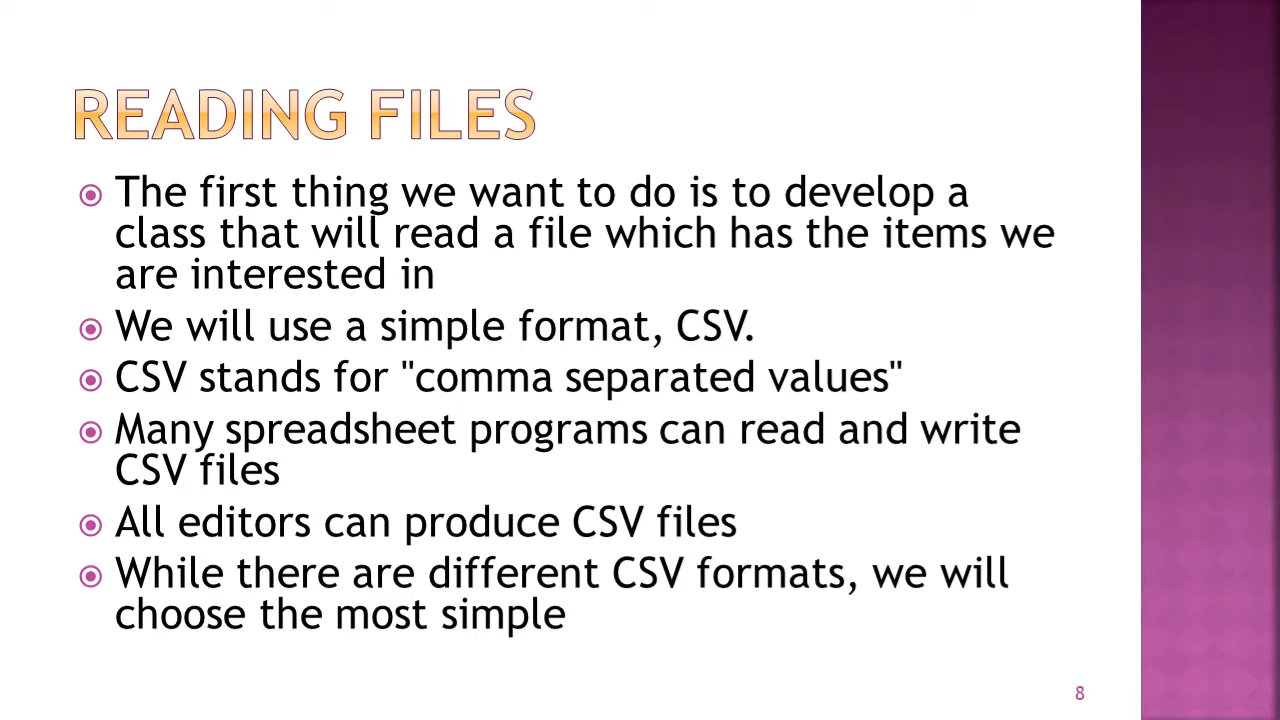 READING FILES
The first thing we want to do is to develop a
class that will read a file which has the items we
are interested in
We will use a simple format, CSV.
CSV stands for "comma separated values"
Many spreadsheet programs can read and write
CSV files
All editors can produce CSV files
While there are different CSV formats, we will
choose the most simple
8